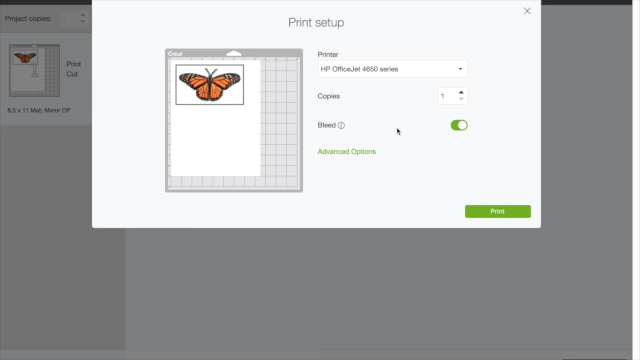 Project copies: 1
Print setup
Cricut
Print
Cut
8.5 x 11 Mat; Mirror Off
Printer
HP OfficeJet 4650 series
Copies
1
Bleed
Advanced Options
Print